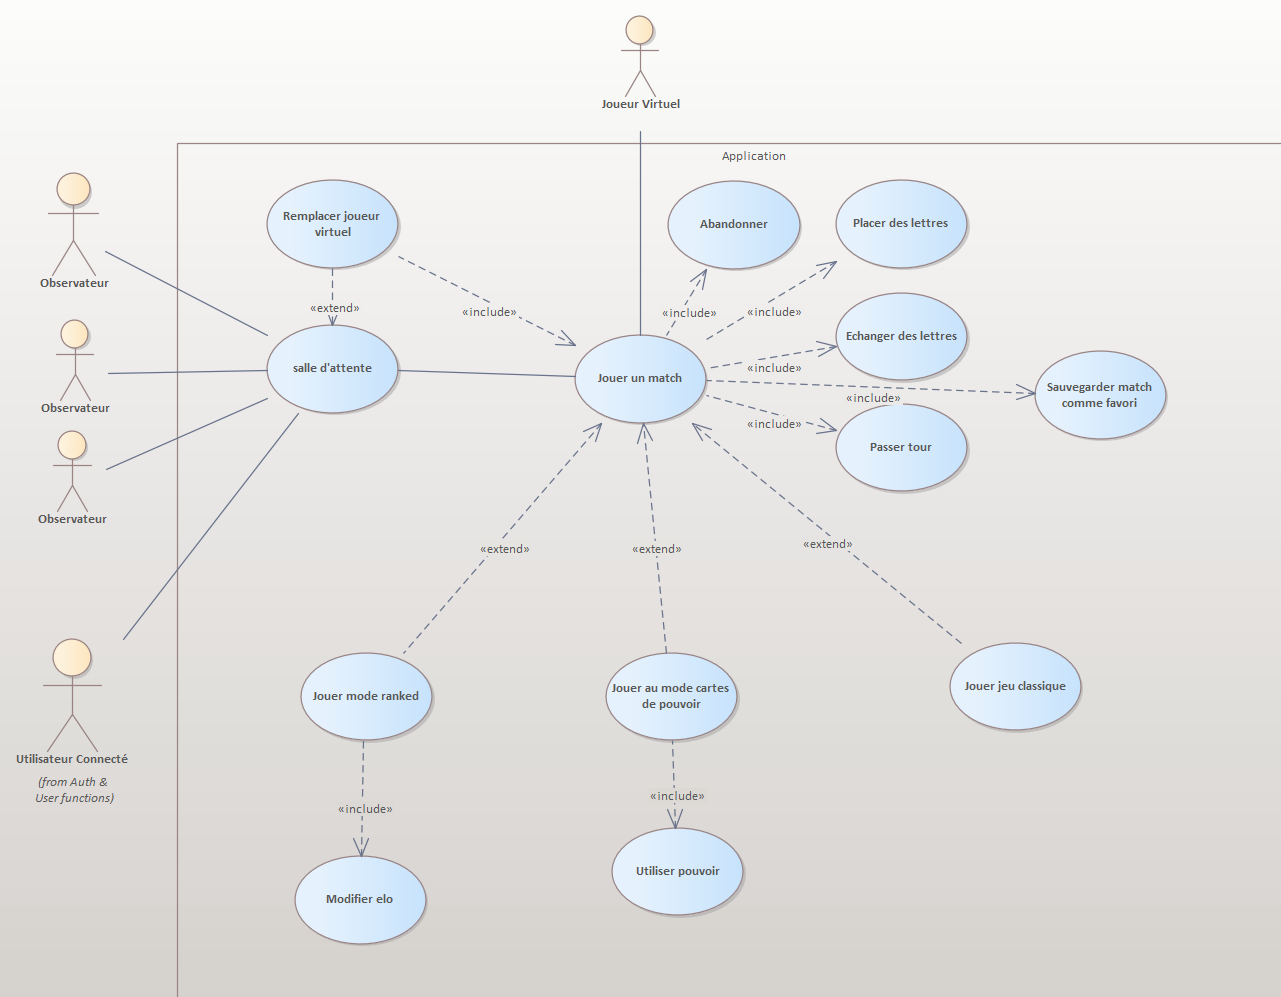 Joueur Virtuel
Application
Remplacer joueur
virtuel
Abandonner
Placer des lettres
Observateur
«extend»
«include»
«include»
«include»
Echanger des lettres
salle d'attente
Jouer un match
«include»
Sauvegarder match
comme favori
«include»
Observateur
«include»
Passer tour
Observateur
«extend»
«extend»
«extend»
Jouer mode ranked
Jouer au mode cartes
de pouvoir
Jouer jeu classique
Utilisateur Connecté
(from Auth &
User functions)
«include»
«include»
Utiliser pouvoir
Modifier elo